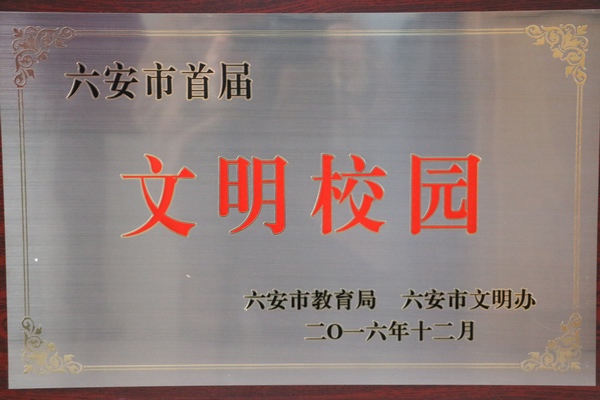 六安市首届
文明校园
六安市教育局 六安市文明办
二〇一六年十二月